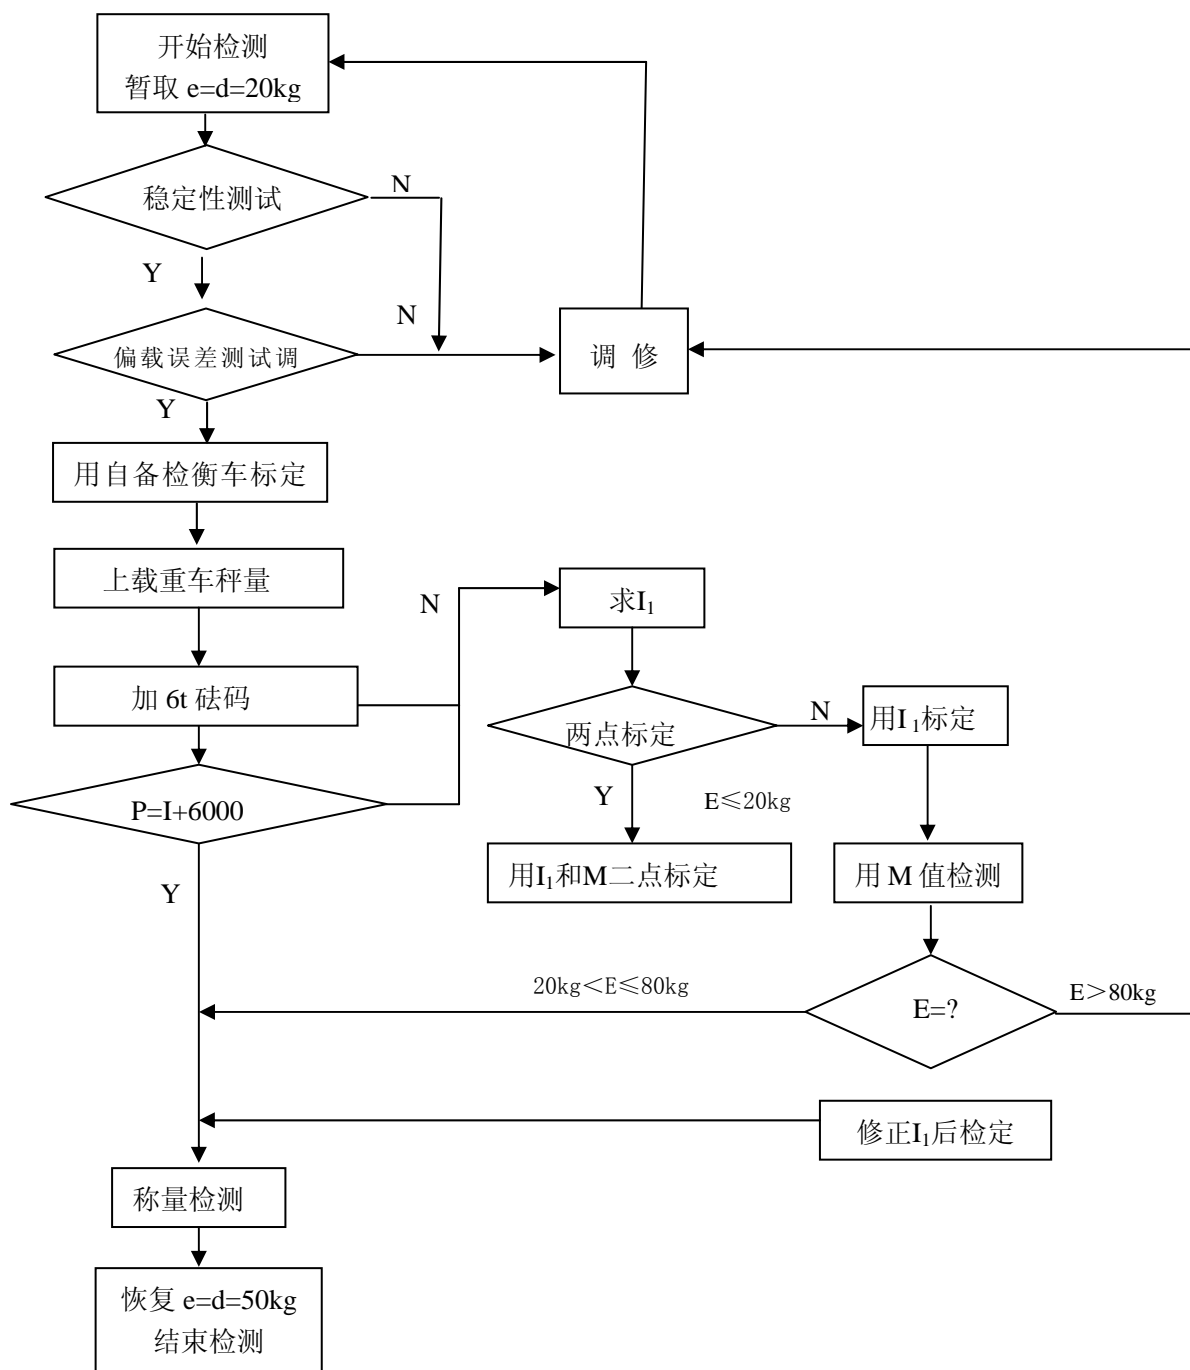 开始检测
暂取 e=d=20kg
稳定性测试
N
Y
N
偏载误差测试调
调 修
Y
用自备检衡车标定
上载重车秤量
N
求I₁
加 6t 砝码
两点标定
N
用I₁标定
P=I+6000
Y
E≤20kg
Y
用I₁和M二点标定
用 M 值检测
20kg<E≤80kg
E=?
E>80kg
修正I₁后检定
称量检测
恢复 e=d=50kg
结束检测